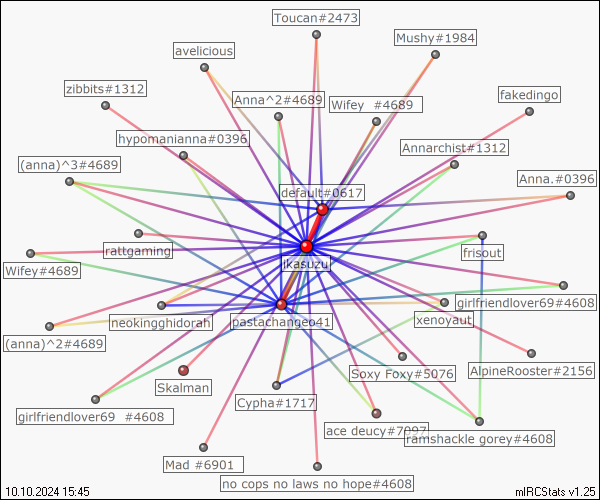 Toucan#2473
Mushy#1984
avelicious
zibbits#1312
Anna^2#4689
Wifey  #4689
fakedingo
hypomanianna#0396
Annarchist#1312
(anna)^3#4689
default#0617
Anna.#0396
rattgaming
frisout
ikasuzu
Wifey#4689
girlfriendlover69#4608
neokingghidorah
pastachangeo41
xenoyaut
(anna)^2#4689
Soxy Foxy#5076
AlpineRooster#2156
Skalman
Cypha#1717
girlfriendlover69  #4608
ace deucy#7097
ramshackle gorey#4608
Mad #6901
no cops no laws no hope#4608
10.10.2024 15:45
mIRCStats v1.25